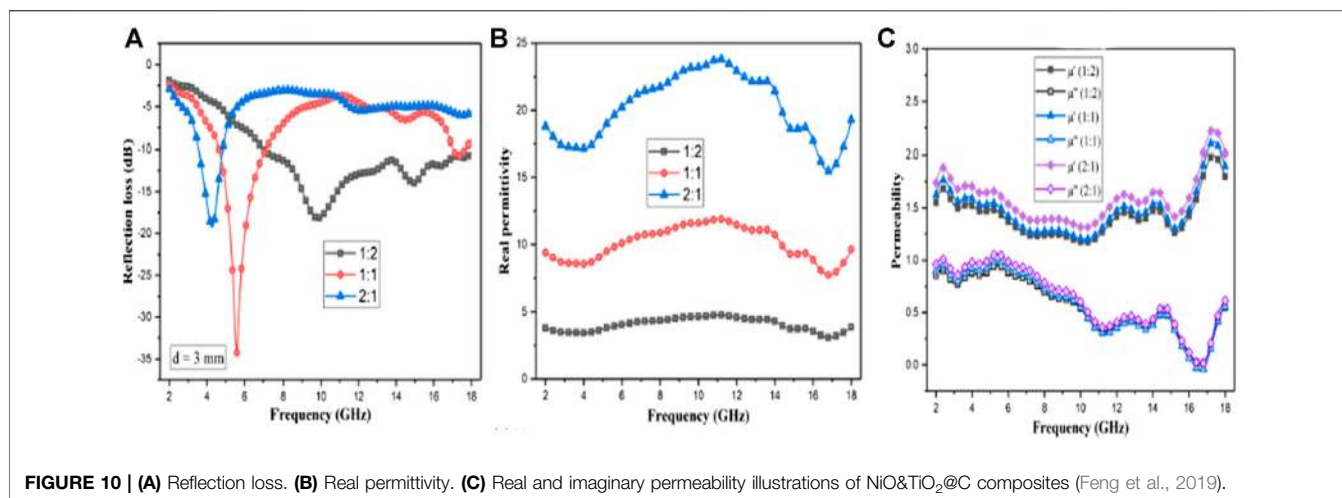 A
Reflection loss (dB)
0
-5
-10
-15
-20
-25
-30
-35
1:2
1:1
2:1
d = 3 mm
2 4 6 8 10 12 14 16 18
Frequency (GHz)
B
Real permittivity
25
20
15
10
5
0
1:2
1:1
2:1
2 4 6 8 10 12 14 16 18
Frequency (GHz)
C
Permeability
3.0
2.5
2.0
1.5
1.0
0.5
0.0
μ' (1:2)
μ" (1:2)
μ' (1:1)
μ" (1:1)
μ' (2:1)
μ" (2:1)
2 4 6 8 10 12 14 16 18
Frequency (GHz)
FIGURE 10 | (A) Reflection loss. (B) Real permittivity. (C) Real and imaginary permeability illustrations of NiO&TiO₂@C composites (Feng et al., 2019).